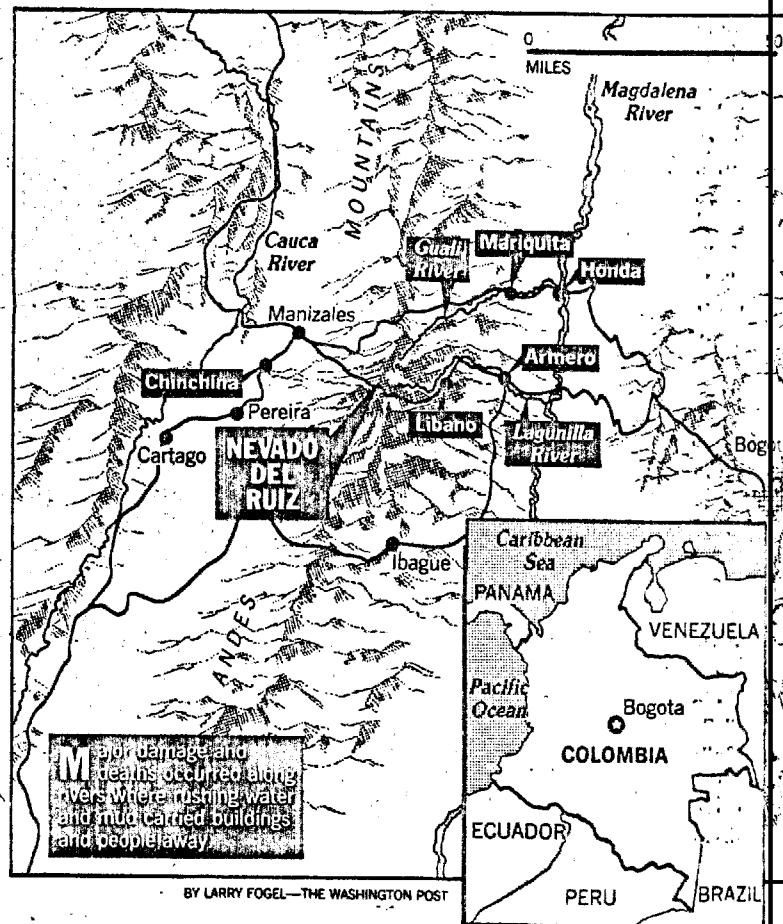 0
50
MILES
Magdalena
River
MOUNTAINS
Cauca
River
Guali
River
Mariquita
Honda
Manizales
Armero
Chinchina
Pereira
Libano
Lagunilla
River
Cartago
NEVADO
DEL
RUIZ
Bogot
Ibague
ANDES
Caribbean
Sea
PANAMA
VENEZUELA
Pacific
Ocean
Bogota
COLOMBIA
ECUADOR
PERU
BRAZIL
Major damage and
deaths occurred along
rivers where rushing water
and mud carried buildings
and people away.
BY LARRY FOGEL—THE WASHINGTON POST